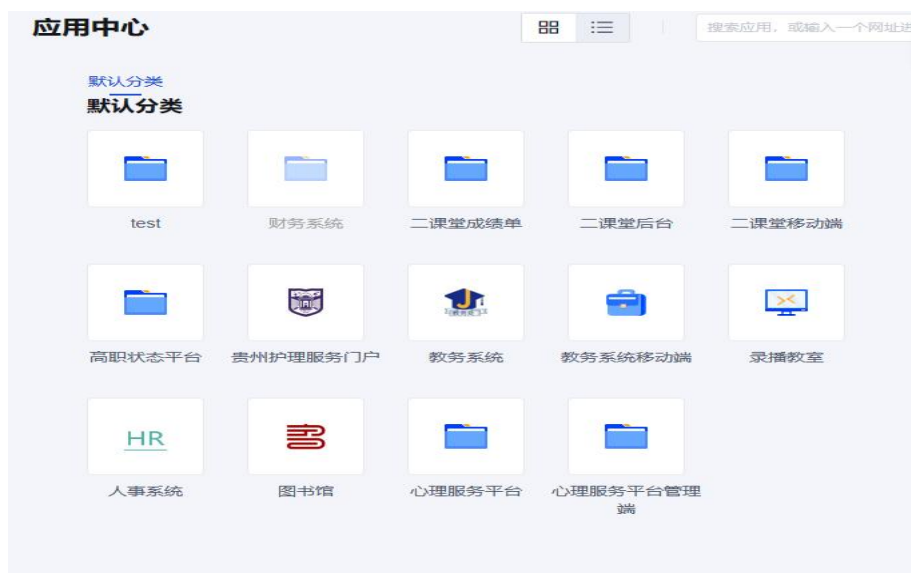 应用中心
搜索应用，或输入一个网址进
默认分类
默认分类
test
财务系统
二课堂成绩单
二课堂后台
二课堂移动端
高职状态平台
贵州护理服务门户
教务系统
教务系统移动端
录播教室
HR
人事系统
图书馆
心理服务平台
心理服务平台管理
端